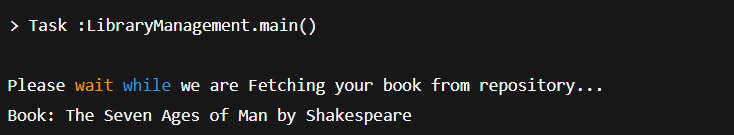 > Task :LibraryManagement.main()
Please wait while we are Fetching your book from repository...
Book: The Seven Ages of Man by Shakespeare